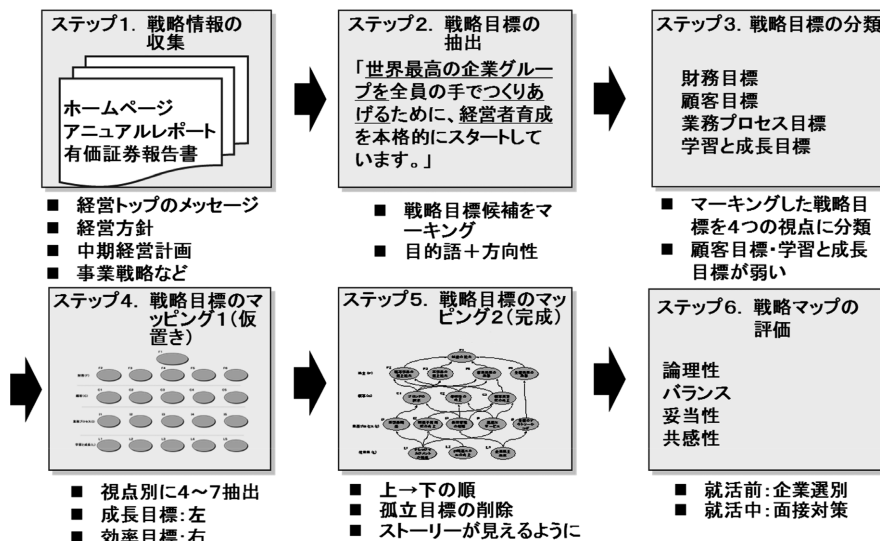 ステップ1. 戦略情報の
収集
ホームページ
アニュアルレポート
有価証券報告書
■ 経営トップのメッセージ
■ 経営方針
■ 中期経営計画
■ 事業戦略など
ステップ2. 戦略目標の
抽出
「世界最高の企業グルー
プを全員の手でつくりあ
げるために、経営者育成
を本格的にスタートして
います。」
■ 戦略目標候補をマ
ーキング
■ 目的語＋方向性
ステップ3. 戦略目標の分類
財務目標
顧客目標
業務プロセス目標
学習と成長目標
■ マーキングした戦略目
標を4つの視点に分類
■ 顧客目標・学習と成長
目標が弱い
ステップ4. 戦略目標のマ
ッピング1(仮
置き)
■ 視点別に4～7抽出
■ 成長目標:左
■ 効率目標:右
ステップ5. 戦略目標のマッ
ピング2(完成)
■ 上→下の順
■ 孤立目標の削除
■ ストーリーが見えるように
ステップ6. 戦略マップの
評価
論理性
バランス
妥当性
共感性
■ 就活前:企業選別
■ 就活中:面接対策